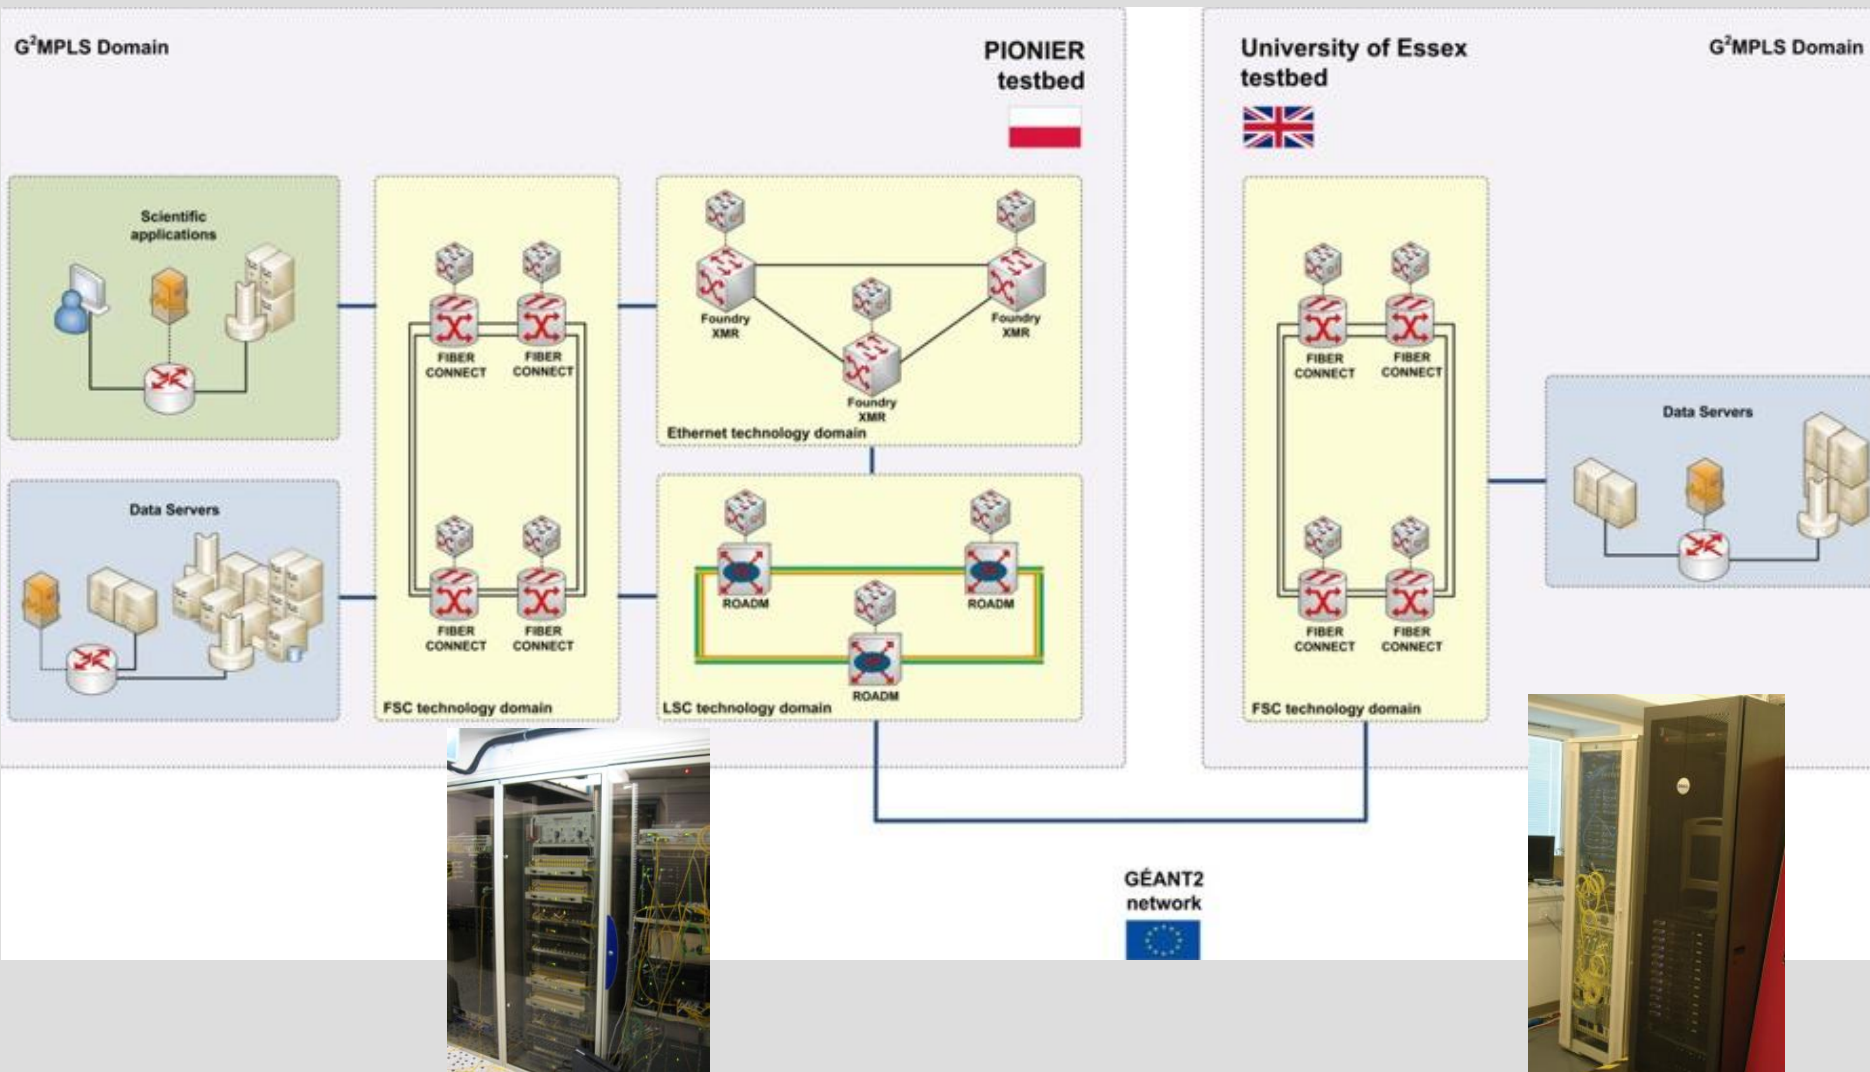 G²MPLS Domain
PIONIER
testbed
University of Essex
testbed
G²MPLS Domain
Scientific
applications
Foundry
XMR
Foundry
XMR
Foundry
XMR
Ethernet technology domain
FIBER
CONNECT
FIBER
CONNECT
FIBER
CONNECT
FIBER
CONNECT
FSC technology domain
Data Servers
ROADM
ROADM
ROADM
LSC technology domain
FIBER
CONNECT
FIBER
CONNECT
FIBER
CONNECT
FIBER
CONNECT
FSC technology domain
Data Servers
GÉANT2
network